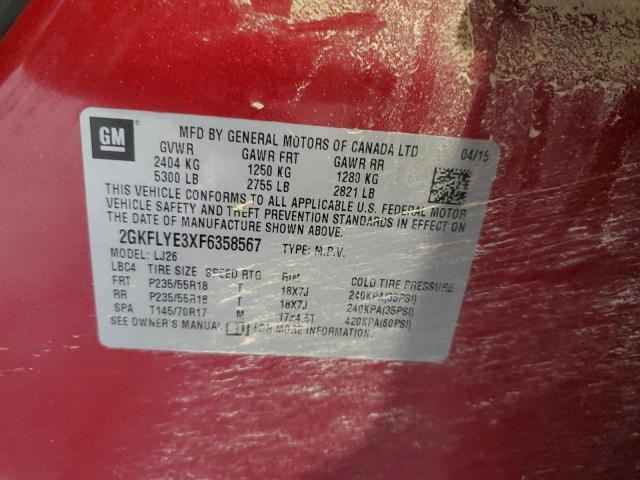 GM
MFD BY GENERAL MOTORS OF CANADA LTD
GVWR GAWR FRT GAWR RR 04/15
2404 KG 1250 KG 1280 KG
5300 LB 2755 LB 2821 LB
THIS VEHICLE CONFORMS TO ALL APPLICABLE U.S. FEDERAL MOTOR
VEHICLE SAFETY AND THEFT PREVENTION STANDARDS IN EFFECT ON
THE DATE OF MANUFACTURE SHOWN ABOVE.
2GKFLYE3XF6358567 TYPE: M.P.V.
MODEL: LJ26
LBC4 TIRE SIZE SPEED RTG RIM COLD TIRE PRESSURE
FRT P235/55R18 T 18X7J 240KPA(35PSI)
RR P235/55R18 T 18X7J 240KPA(35PSI)
SPA T145/70R17 M 17X4.5T 420KPA(60PSI)
SEE OWNER'S MANUAL FOR MORE INFORMATION.